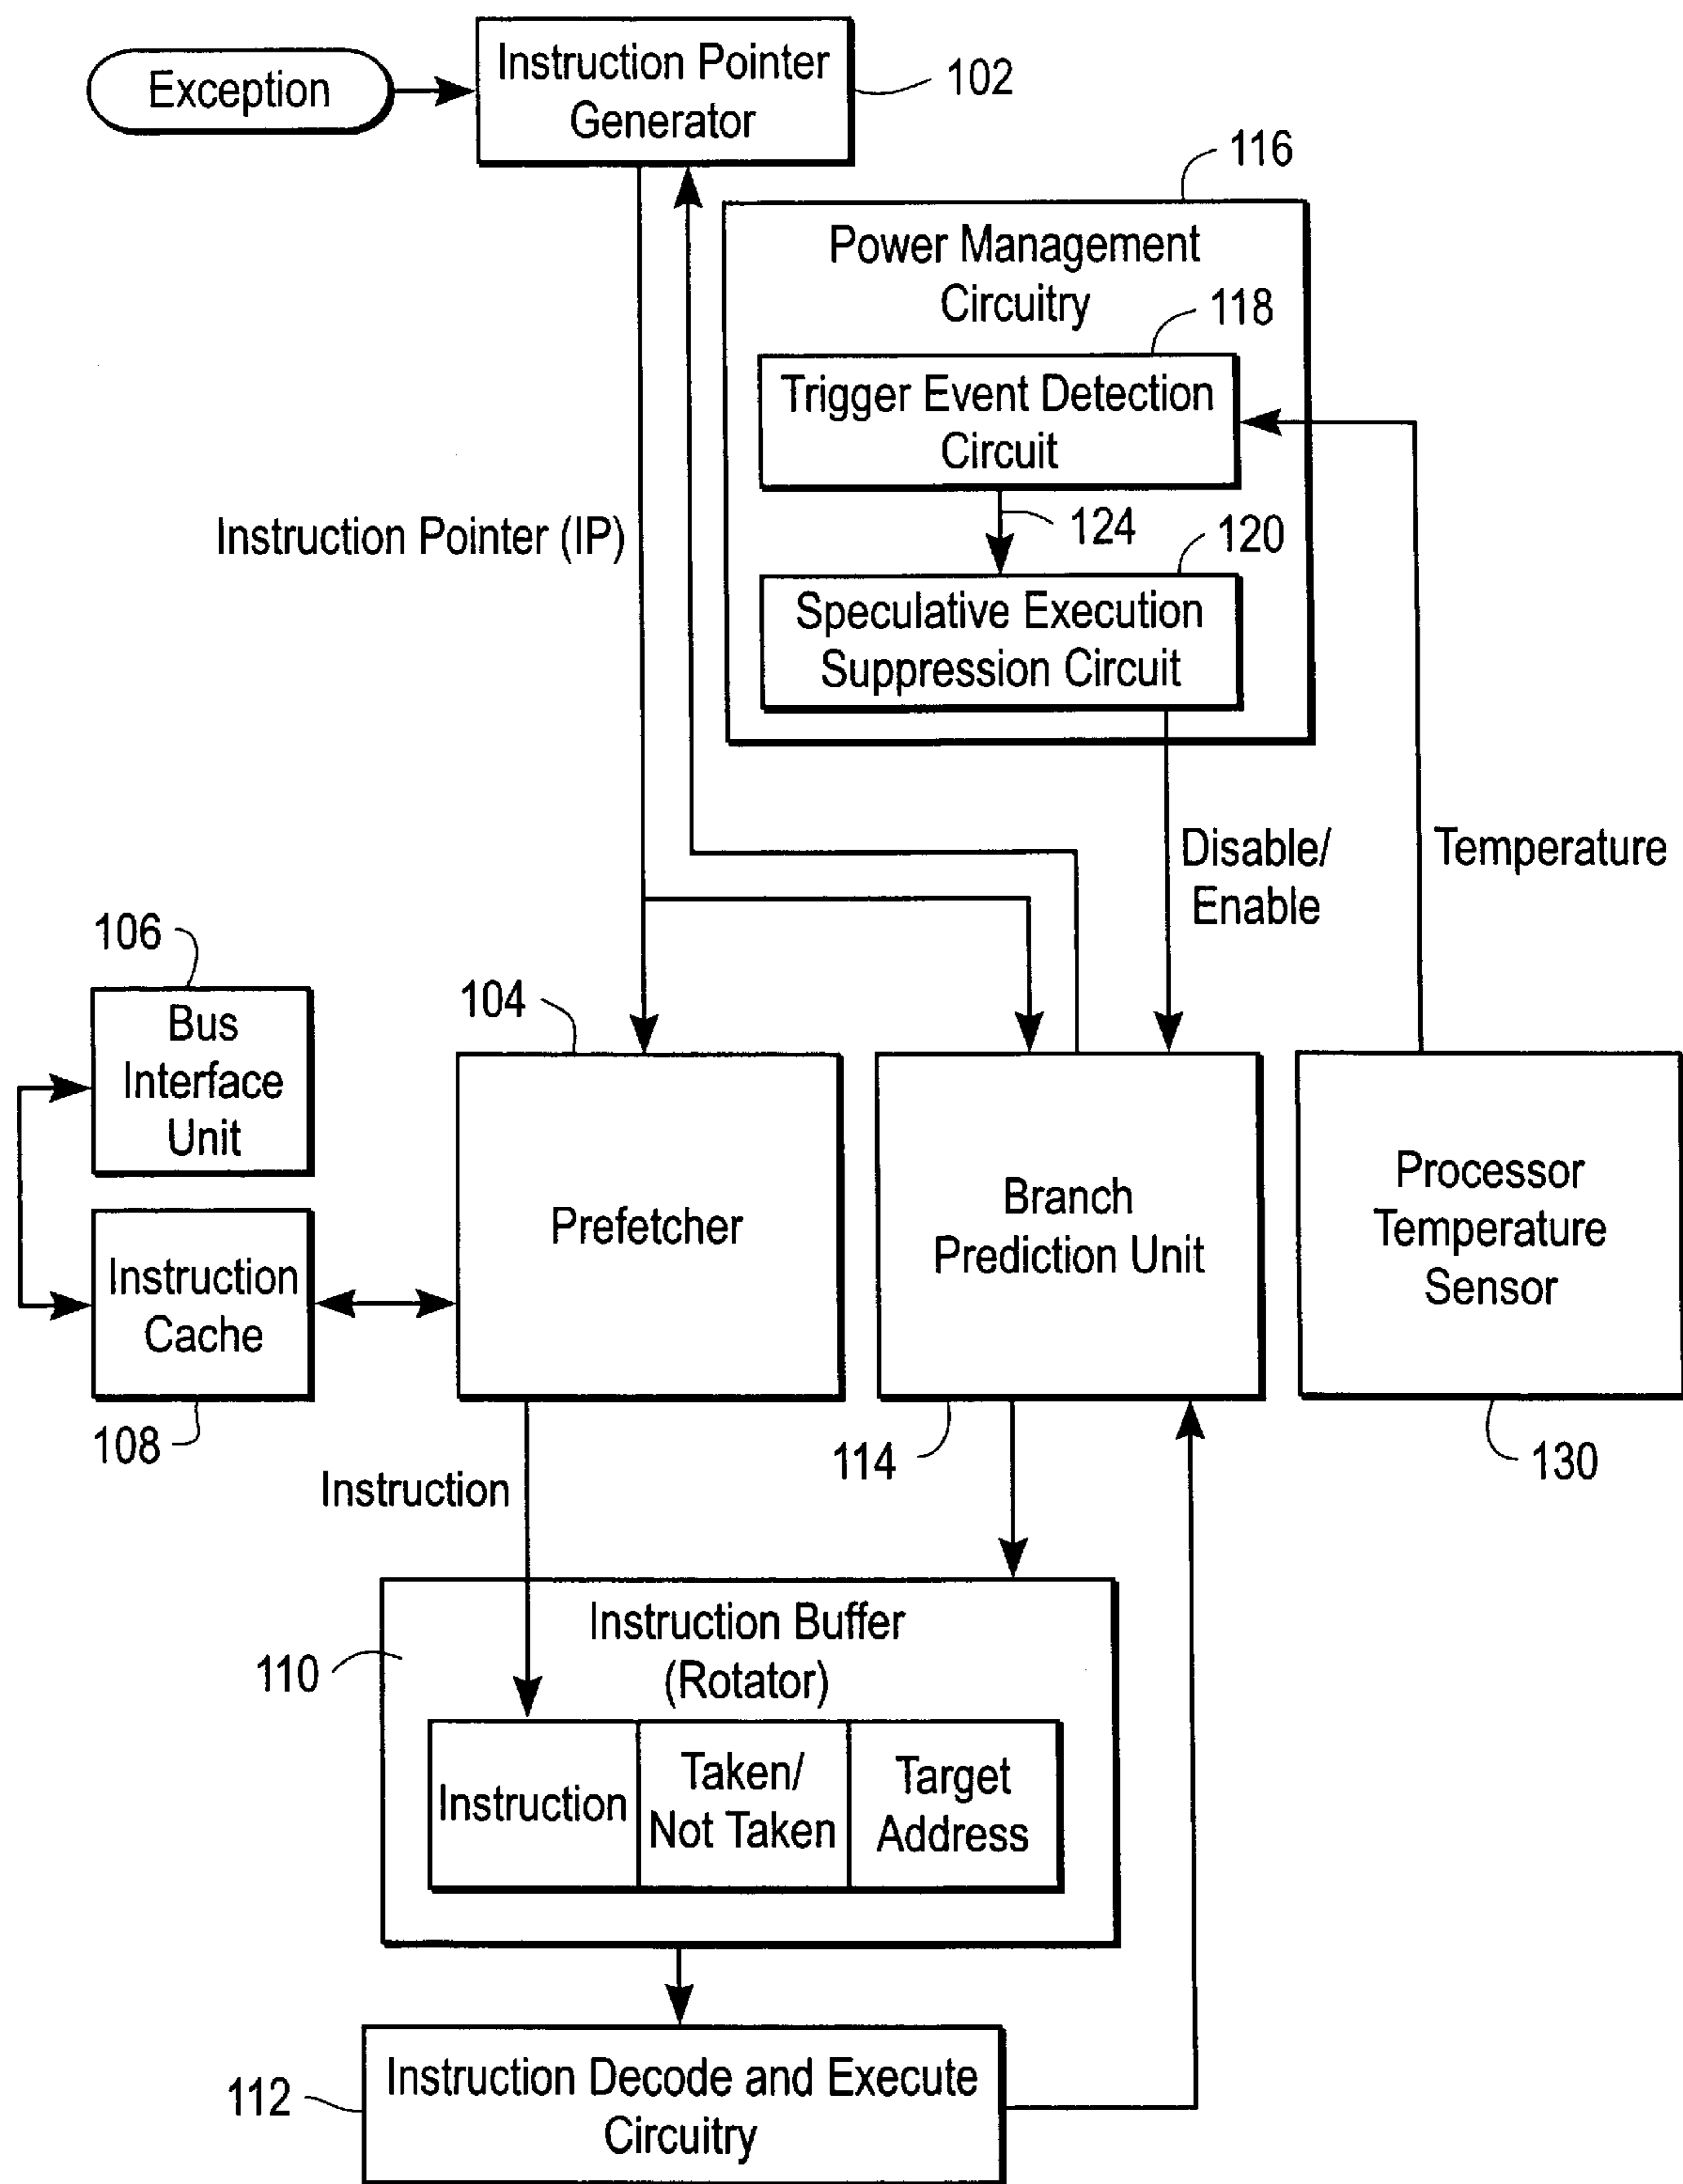 Exception
Instruction Pointer
Generator
102
116
Power Management
Circuitry
118
Trigger Event Detection
Circuit
124
120
Speculative Execution
Suppression Circuit
Instruction Pointer (IP)
Disable/
Enable
Temperature
106
Bus
Interface
Unit
104
Prefetcher
Branch
Prediction Unit
Processor
Temperature
Sensor
Instruction
Cache
108
114
130
Instruction
110
Instruction Buffer
(Rotator)
Instruction
Taken/
Not Taken
Target
Address
112
Instruction Decode and Execute
Circuitry